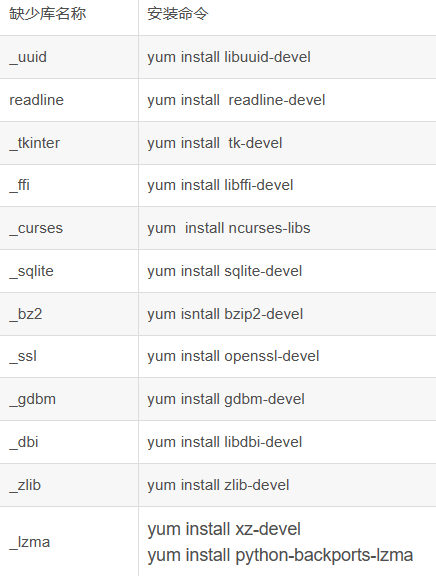 缺少库名称 安装命令
_uuid yum install libuuid-devel
readline yum install  readline-devel
_tkinter yum install  tk-devel
_ffi yum install libffi-devel
_curses yum  install ncurses-libs
_sqlite yum install sqlite-devel
_bz2 yum isntall bzip2-devel
_ssl yum install openssl-devel
_gdbm yum install gdbm-devel
_dbi yum install libdbi-devel
_zlib yum install zlib-devel
_lzma yum install xz-devel
yum install python-backports-lzma